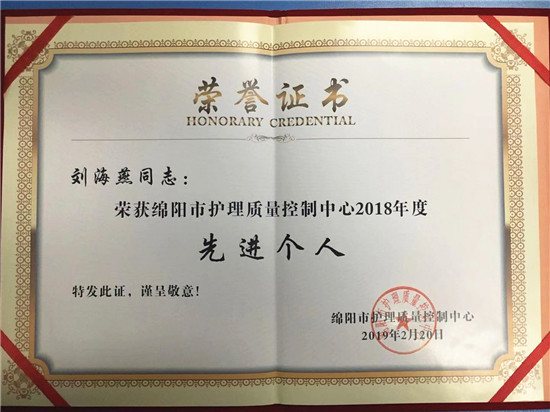 荣誉证书
HONORARY CREDENTIAL
刘海燕同志：
荣获绵阳市护理质量控制中心2018年度
先进个人
特发此证，谨呈敬意！
绵阳市护理质量控制中心
2019年2月20日